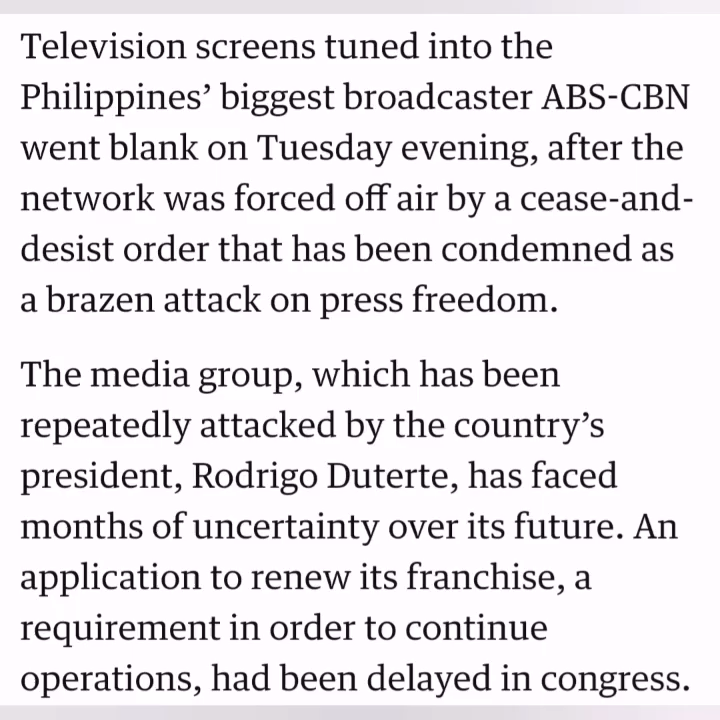 Television screens tuned into the
Philippines’ biggest broadcaster ABS-CBN
went blank on Tuesday evening, after the
network was forced off air by a cease-and-
desist order that has been condemned as
a brazen attack on press freedom.
The media group, which has been
repeatedly attacked by the country’s
president, Rodrigo Duterte, has faced
months of uncertainty over its future. An
application to renew its franchise, a
requirement in order to continue
operations, had been delayed in congress.